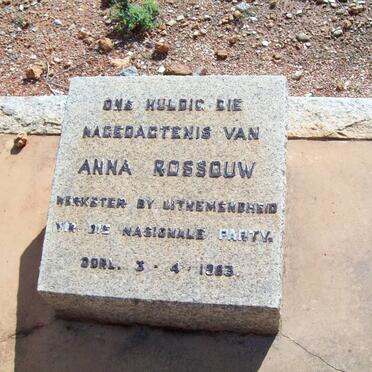 ONS HULDIG DIE
NAGEDAGTENIS VAN
ANNA ROSSOUW
WERKSTER BY UITNEMENDHEID
VIR DIE NASIONALE PARTY.
OORL. 3 - 4 - 1963.